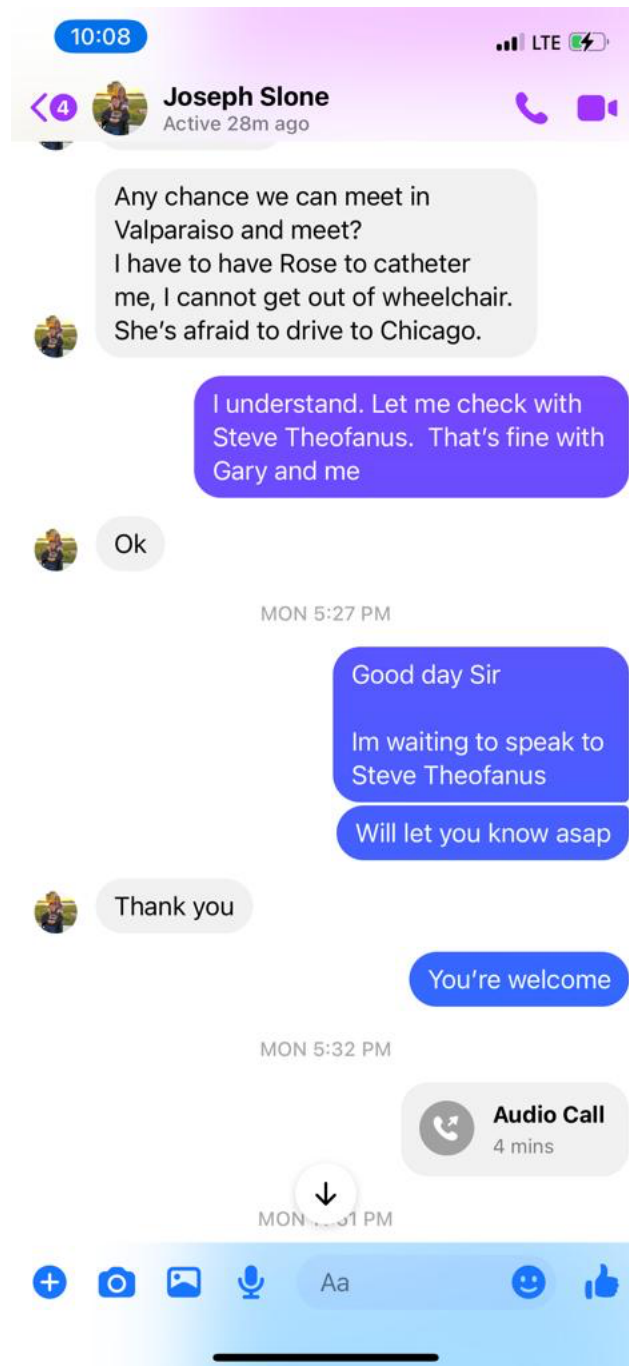 10:08
LTE
4
Joseph Slone
Active 28m ago
Any chance we can meet in
Valparaiso and meet?
I have to have Rose to catheter
me, I cannot get out of wheelchair.
She's afraid to drive to Chicago.
I understand. Let me check with
Steve Theofanus.  That's fine with
Gary and me
Ok
MON 5:27 PM
Good day Sir
Im waiting to speak to
Steve Theofanus
Will let you know asap
Thank you
You're welcome
MON 5:32 PM
Audio Call
4 mins
MON PM
Aa